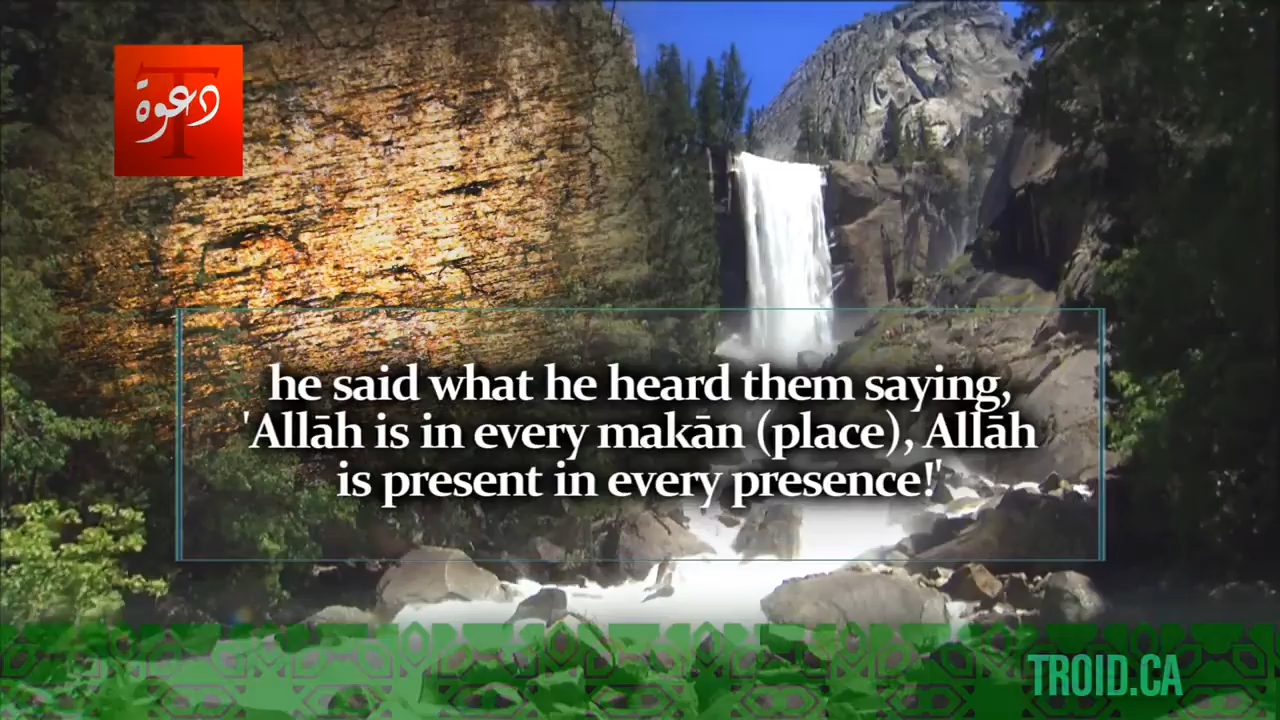 دعوة
T
he said what he heard them saying,
'Allāh is in every makān (place), Allāh
is present in every presence!'
TROID.CA